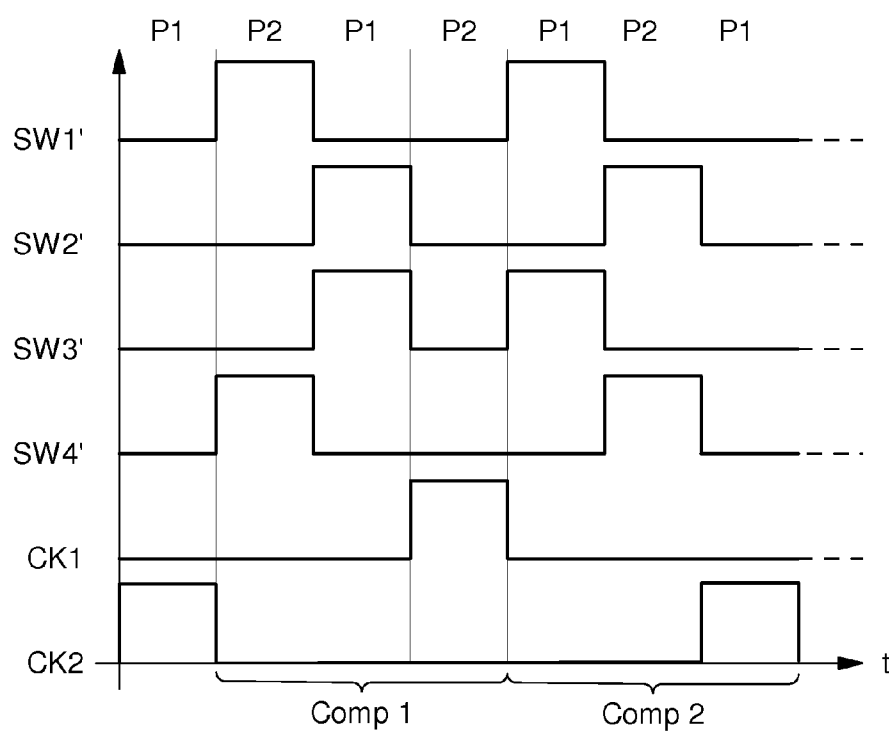 P1 P2 P1 P2 P1 P2 P1
SW1'
SW2'
SW3'
SW4'
CK1
CK2
t
Comp 1 Comp 2